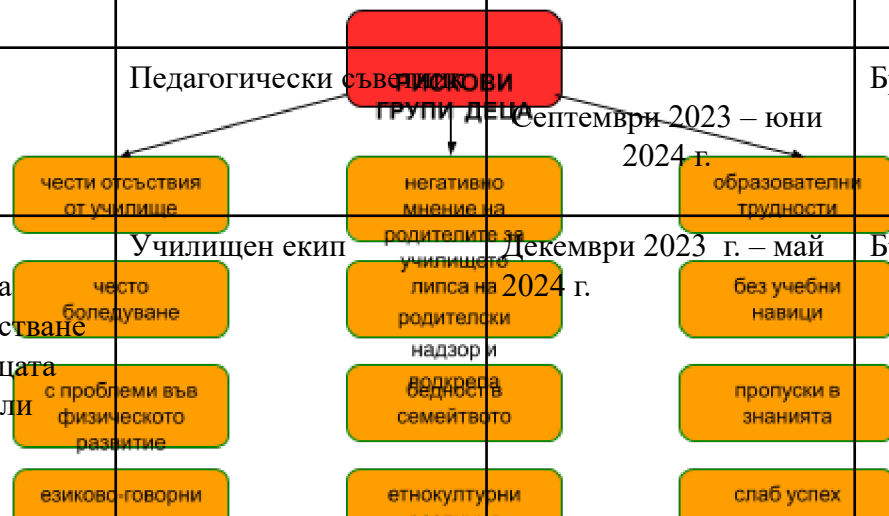 Педагогически съветник
РИСКОВИ
ГРУПИ ДЕЦА
Септември 2023 – юни
2024 г.
чести отсъствия
от училище
негативно
мнение на
родителите за
училището
образователни
трудности
Училищен екип
Декември 2023 г. – май
2024 г.
често
боледуване
липса на
родителски
надзор и
подкрепа
без учебни
навици
с проблеми във
физическото
развитие
бедност в
семейтвото
пропуски в
знанията
езиково-говорни
етнокултурни
слаб успех